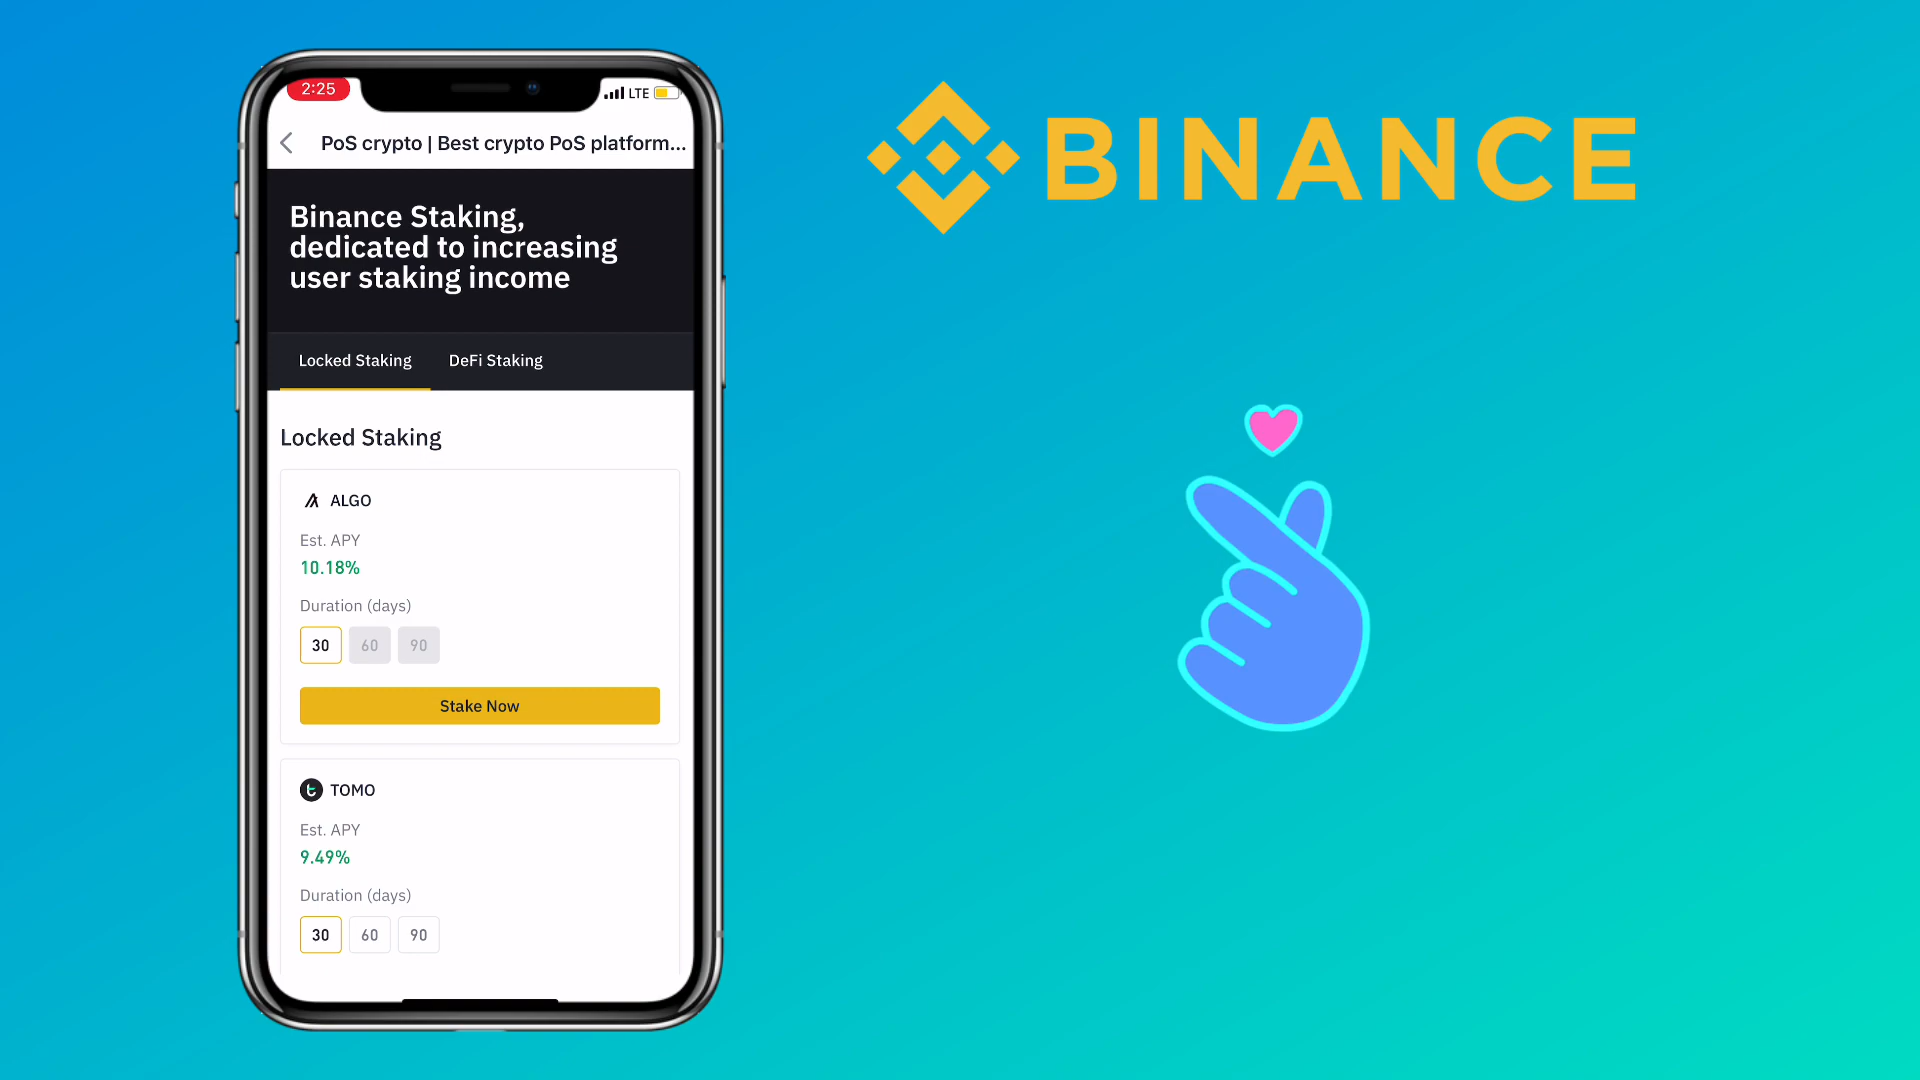 2:25
LTE
PoS crypto | Best crypto PoS platform...
Binance Staking,
dedicated to increasing
user staking income
Locked Staking
DeFi Staking
Locked Staking
ALGO
Est. APY
10.18%
Duration (days)
30 60 90
Stake Now
TOMO
Est. APY
9.49%
Duration (days)
30 60 90
BINANCE